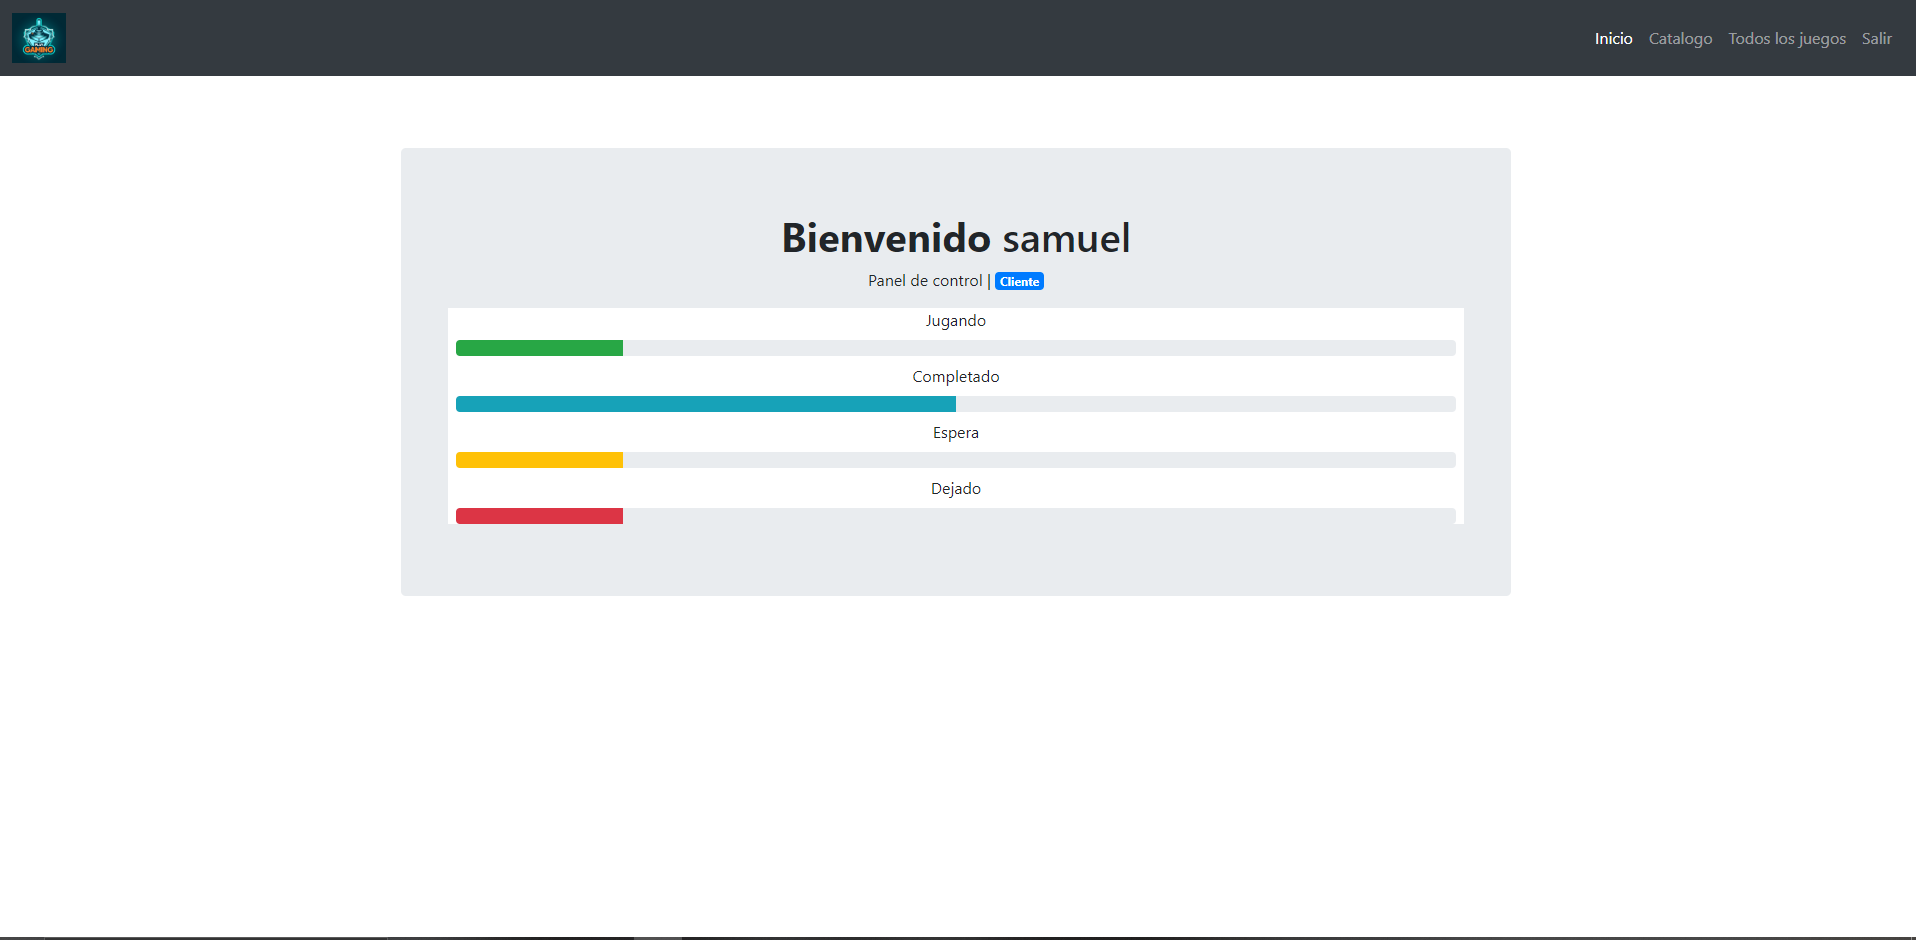 GAMING
Inicio Catalogo Todos los juegos Salir
Bienvenido samuel
Panel de control | Cliente
Jugando
Completado
Espera
Dejado